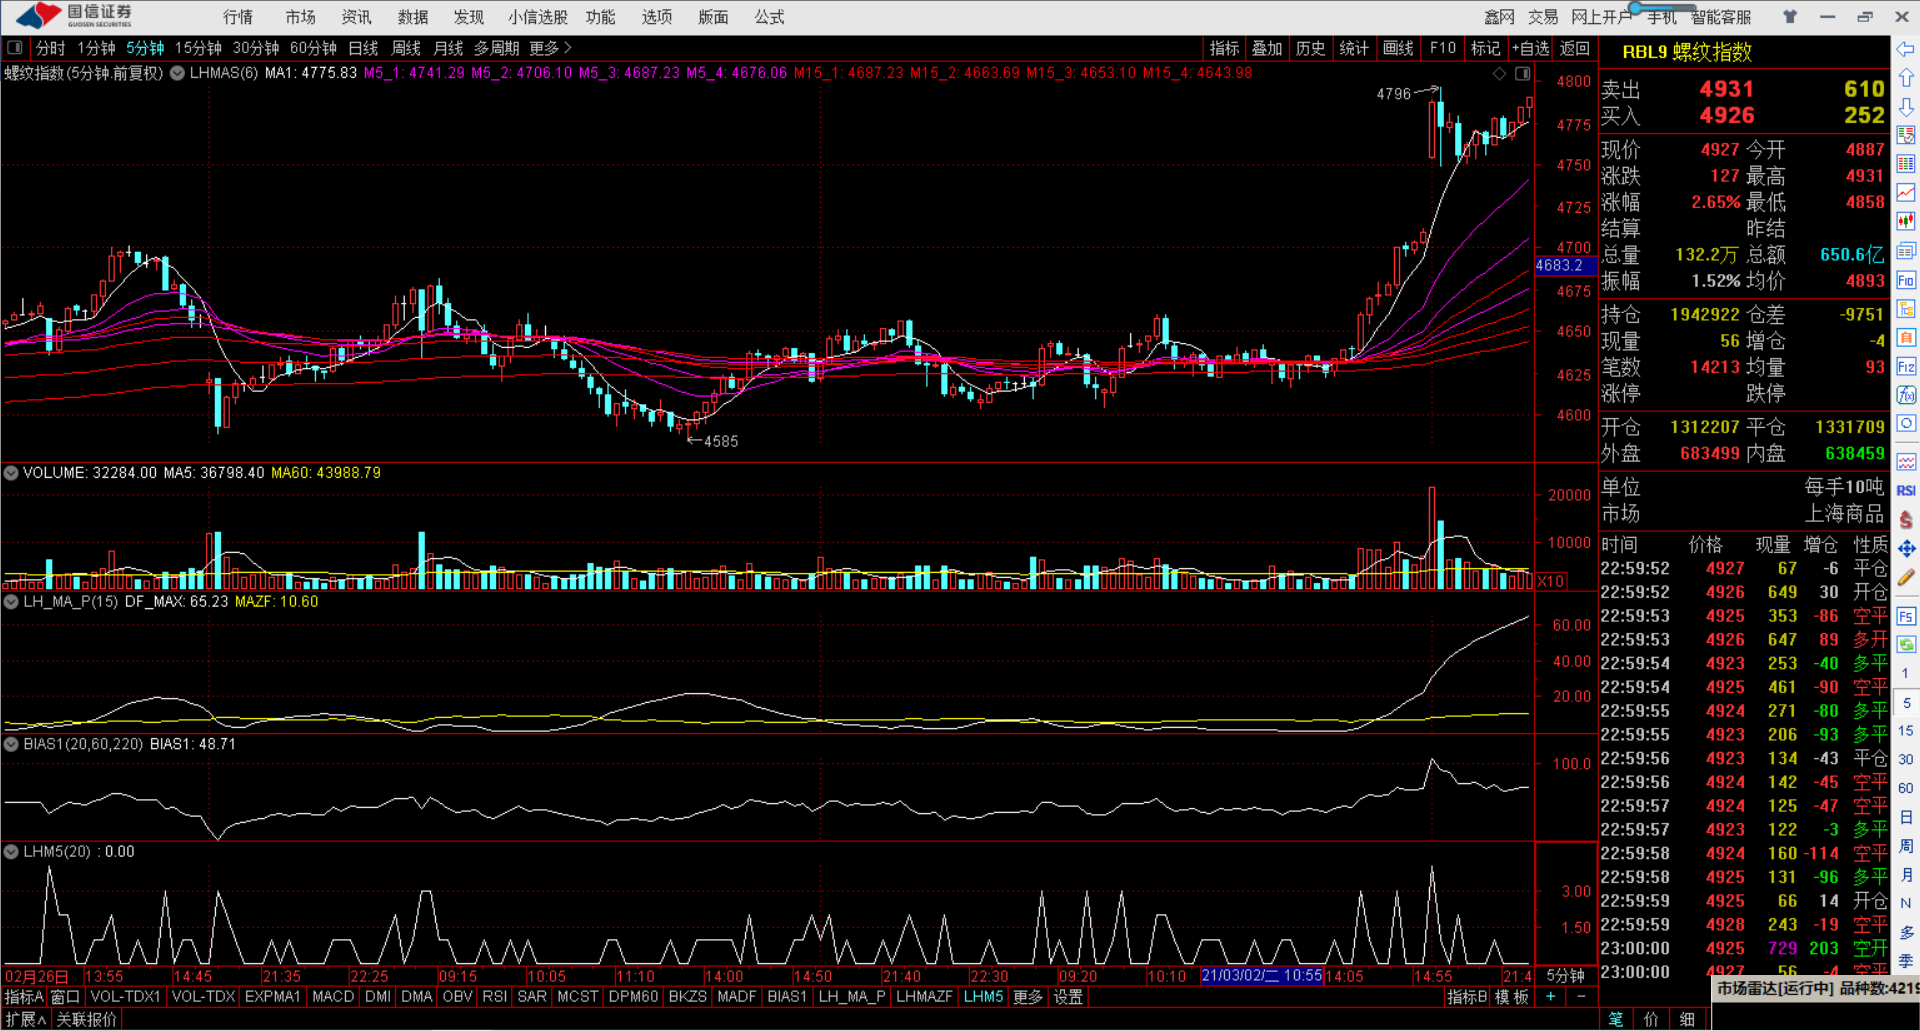 国信证券 行情 市场 资讯 数据 发现 小信选股 功能 选项 版面 公式 鑫网 交易 网上开户 手机 智能客服
GUOSEN SECURITIES
分时 1分钟 5分钟 15分钟 30分钟 60分钟 日线 周线 月线 多周期 更多 指标 叠加 历史 统计 画线 F10 标记 +自选 返回
RBL9 螺纹指数
螺纹指数(5分钟.前复权) LHMAS(6) MA1: 4775.83 M5_1: 4741.29 M5_2: 4706.10 M5_3: 4687.23 M5_4: 4676.06 M15_1: 4687.23 M15_2: 4663.69 M15_3: 4653.10 M15_4: 4643.98
4800
4775
4750
4725
4700
4683.2
4675
4650
4625
4600
4796
4585
VOLUME: 32284.00 MA5: 36798.40 MA60: 43988.79
20000
10000
X10
LH_MA_P(15) DF_MAX: 65.23 MAZF: 10.60
60.00
40.00
20.00
BIAS1(20,60,220) BIAS1: 48.71
100.0
LHM5(20) : 0.00
3.00
1.50
02月26日 13:55 14:45 21:35 22:25 09:15 10:05 11:10 14:00 14:50 21:40 22:30 09:20 10:10 21/03/02/二 10:55 14:05 14:55 21:4 5分钟
指标A 窗口 VOL-TDX1 VOL-TDX EXPMA1 MACD DMI DMA OBV RSI SAR MCST DPM60 BKZS MADF BIAS1 LH_MA_P LHMAZF LHM5 更多 设置 指标B 模板 + −
扩展∧ 关联报价
卖出 4931 610
买入 4926 252
现价 4927 今开 4887
涨跌 127 最高 4931
涨幅 2.65% 最低 4858
结算 昨结
总量 132.2万 总额 650.6亿
振幅 1.52% 均价 4893
持仓 1942922 仓差 -9751
现量 56 增仓 -4
笔数 14213 均量 93
涨停 跌停
开仓 1312207 平仓 1331709
外盘 683499 内盘 638459
单位 每手10吨
市场 上海商品
时间 价格 现量 增仓 性质
22:59:52 4927 67 -6 平仓
22:59:52 4926 649 30 开仓
22:59:53 4925 353 -86 空平
22:59:53 4926 647 89 多开
22:59:54 4923 253 -40 多平
22:59:54 4925 461 -90 空平
22:59:55 4924 271 -80 多平
22:59:55 4923 206 -93 多平
22:59:56 4923 134 -43 平仓
22:59:56 4924 142 -45 空平
22:59:57 4924 125 -47 空平
22:59:57 4923 122 -3 多平
22:59:58 4924 160 -114 空平
22:59:58 4925 131 -96 多平
22:59:59 4925 66 14 开仓
22:59:59 4928 243 -19 空平
23:00:00 4925 729 203 空开
23:00:00 4927 56 -4 空平
市场雷达[运行中] 品种数:4219
笔 价 细
F10
自
F12
f(x)
RSI
$
F5
1
5
15
30
60
日
周
月
N
多
季